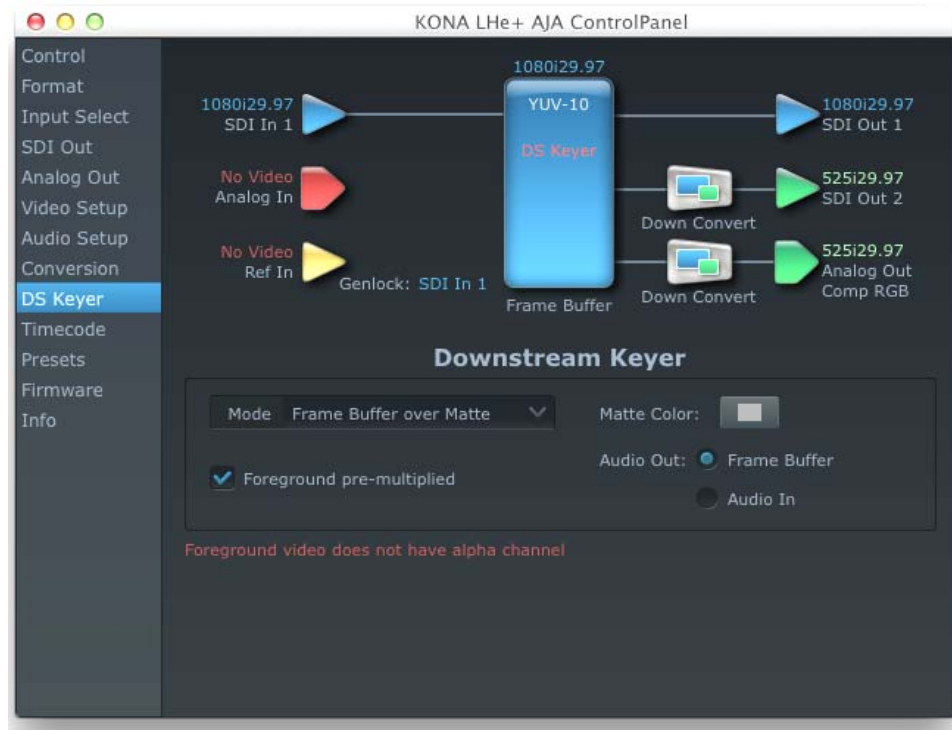 KONA LHe+ AJA ControlPanel
Control
Format
Input Select
SDI Out
Analog Out
Video Setup
Audio Setup
Conversion
DS Keyer
Timecode
Presets
Firmware
Info
1080i29.97
YUV-10
DS Keyer
Frame Buffer
1080i29.97
SDI In 1
No Video
Analog In
No Video
Ref In
Genlock: SDI In 1
1080i29.97
SDI Out 1
Down Convert
525i29.97
SDI Out 2
Down Convert
525i29.97
Analog Out
Comp RGB
Downstream Keyer
Mode Frame Buffer over Matte
Matte Color:
Foreground pre-multiplied
Audio Out: Frame Buffer
Audio In
Foreground video does not have alpha channel